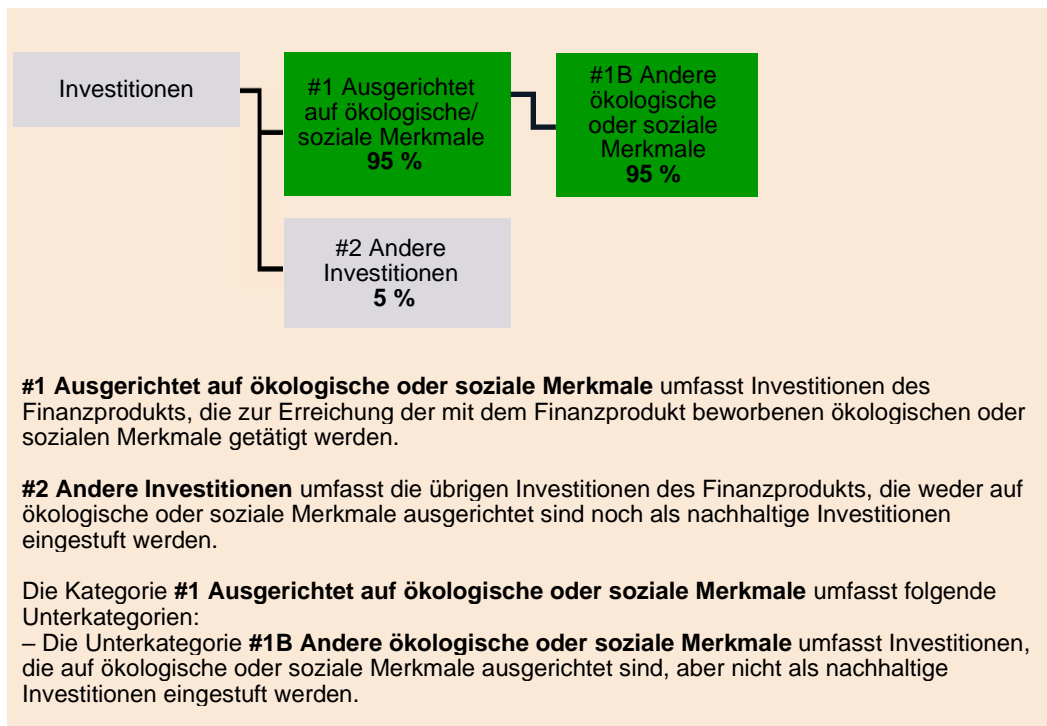 Investitionen
#1 Ausgerichtet
auf ökologische/
soziale Merkmale
95 %
#1B Andere
ökologische
oder soziale
Merkmale
95 %
#2 Andere
Investitionen
5 %
#1 Ausgerichtet auf ökologische oder soziale Merkmale umfasst Investitionen des
Finanzprodukts, die zur Erreichung der mit dem Finanzprodukt beworbenen ökologischen oder
sozialen Merkmale getätigt werden.
#2 Andere Investitionen umfasst die übrigen Investitionen des Finanzprodukts, die weder auf
ökologische oder soziale Merkmale ausgerichtet sind noch als nachhaltige Investitionen
eingestuft werden.
Die Kategorie #1 Ausgerichtet auf ökologische oder soziale Merkmale umfasst folgende
Unterkategorien:
– Die Unterkategorie #1B Andere ökologische oder soziale Merkmale umfasst Investitionen,
die auf ökologische oder soziale Merkmale ausgerichtet sind, aber nicht als nachhaltige
Investitionen eingestuft werden.